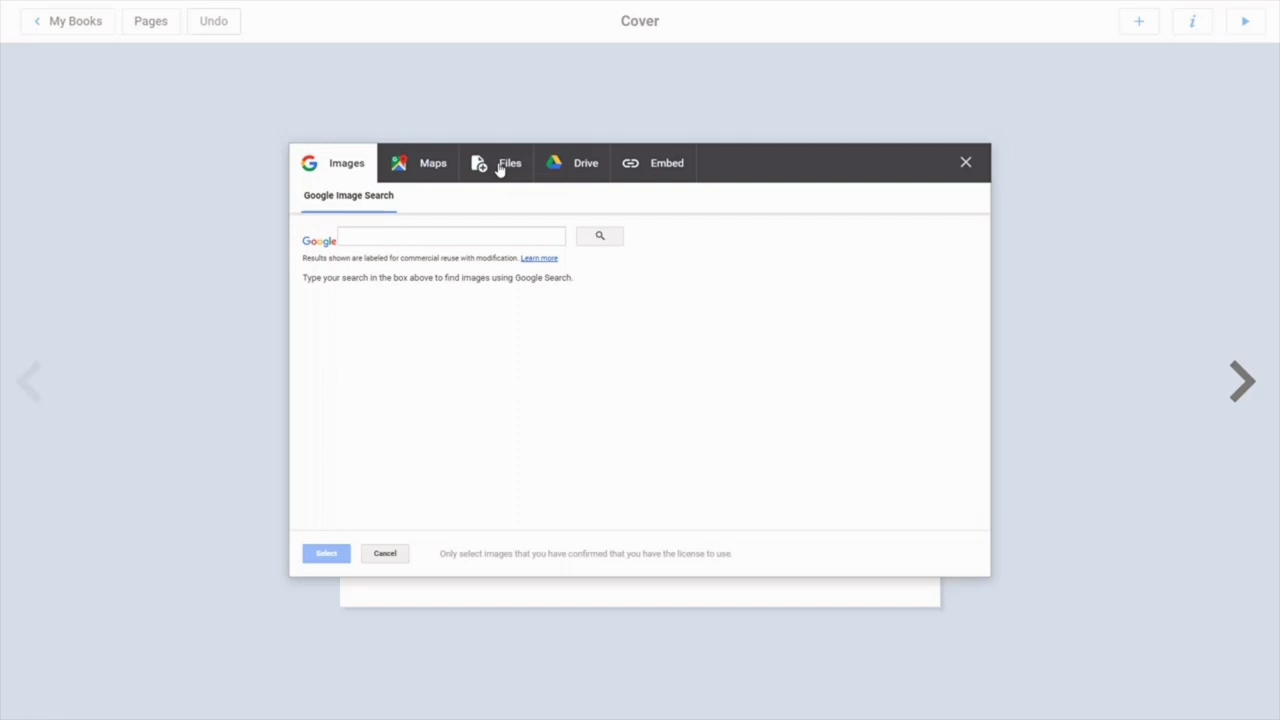 My Books Pages Undo Cover + i
Images Maps Files Drive Embed
Google Image Search
Google
Results shown are labeled for commercial reuse with modification. Learn more
Type your search in the box above to find images using Google Search.
Select Cancel Only select images that you have confirmed that you have the license to use.